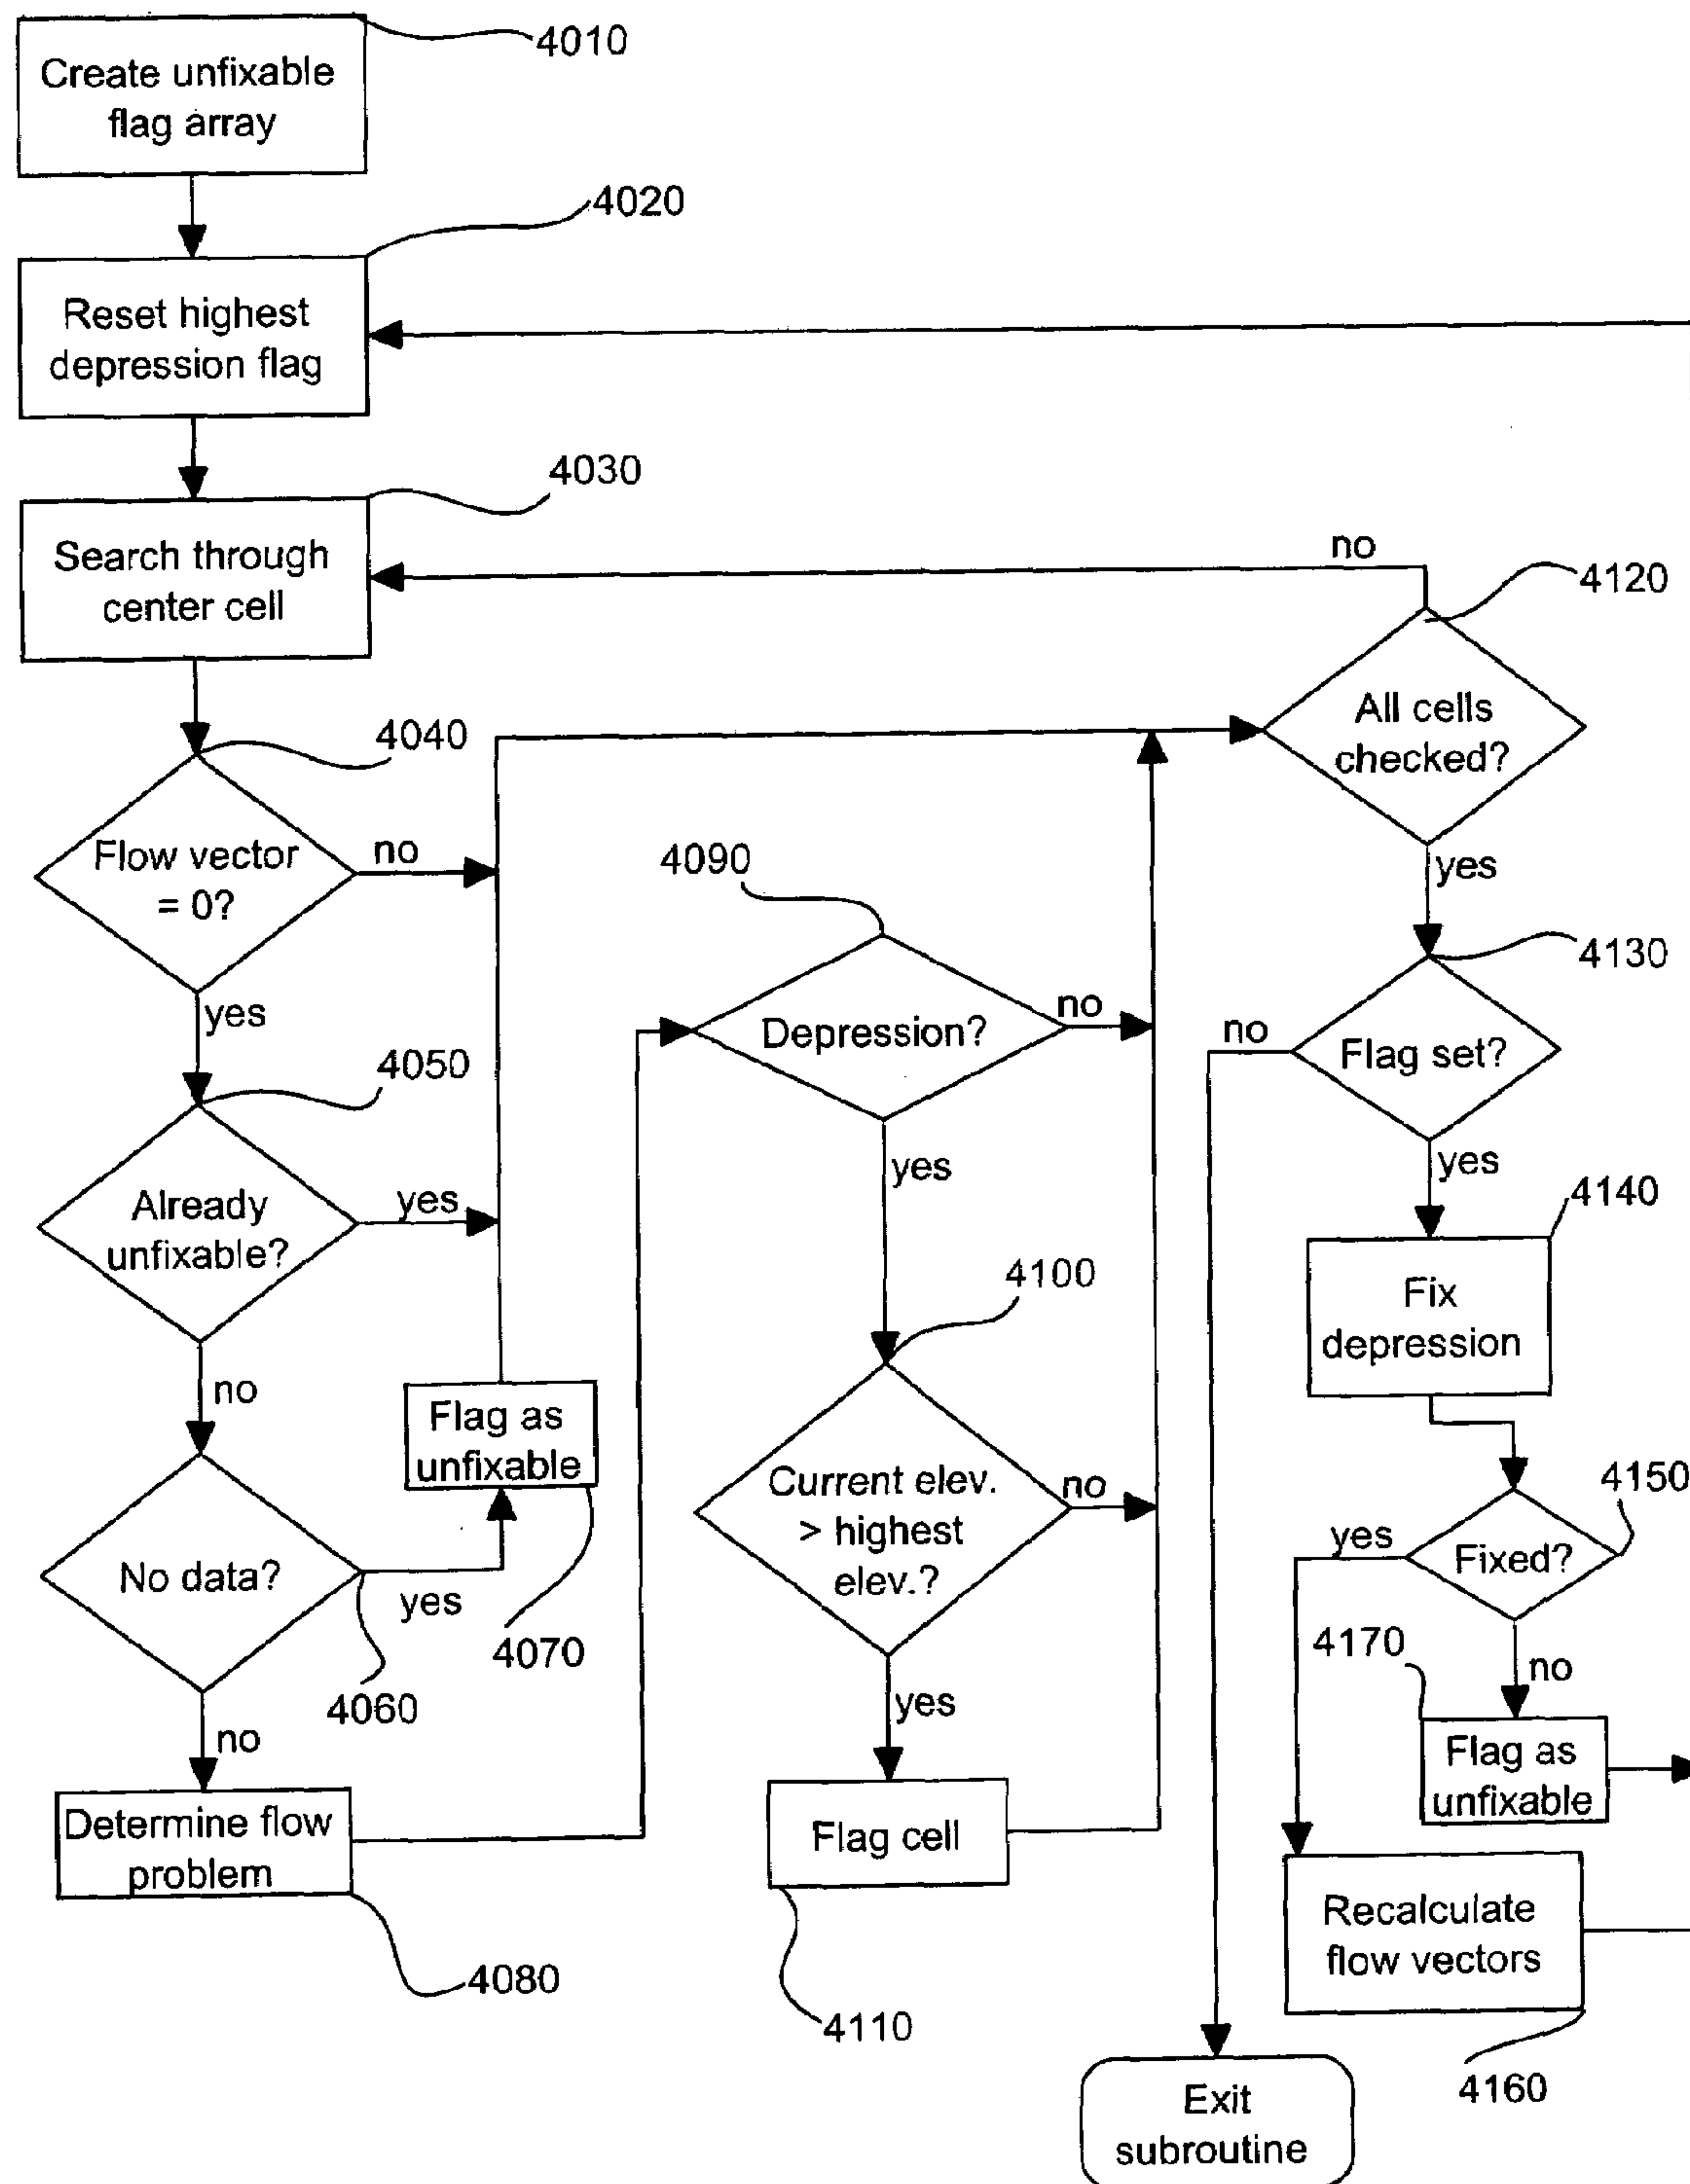 4010
Create unfixable
flag array
4020
Reset highest
depression flag
4030
Search through
center cell
no
4120
All cells
checked?
yes
4040
Flow vector
= 0?
no
yes
4090
Depression?
no
yes
4130
Flag set?
no
yes
4050
Already
unfixable?
yes
no
4140
Fix
depression
4100
Current elev.
> highest
elev.?
no
yes
Flag as
unfixable
4070
No data?
yes
4060
no
4150
Fixed?
yes
no
4170
Flag as
unfixable
Determine flow
problem
4080
Flag cell
4110
Recalculate
flow vectors
4160
Exit
subroutine